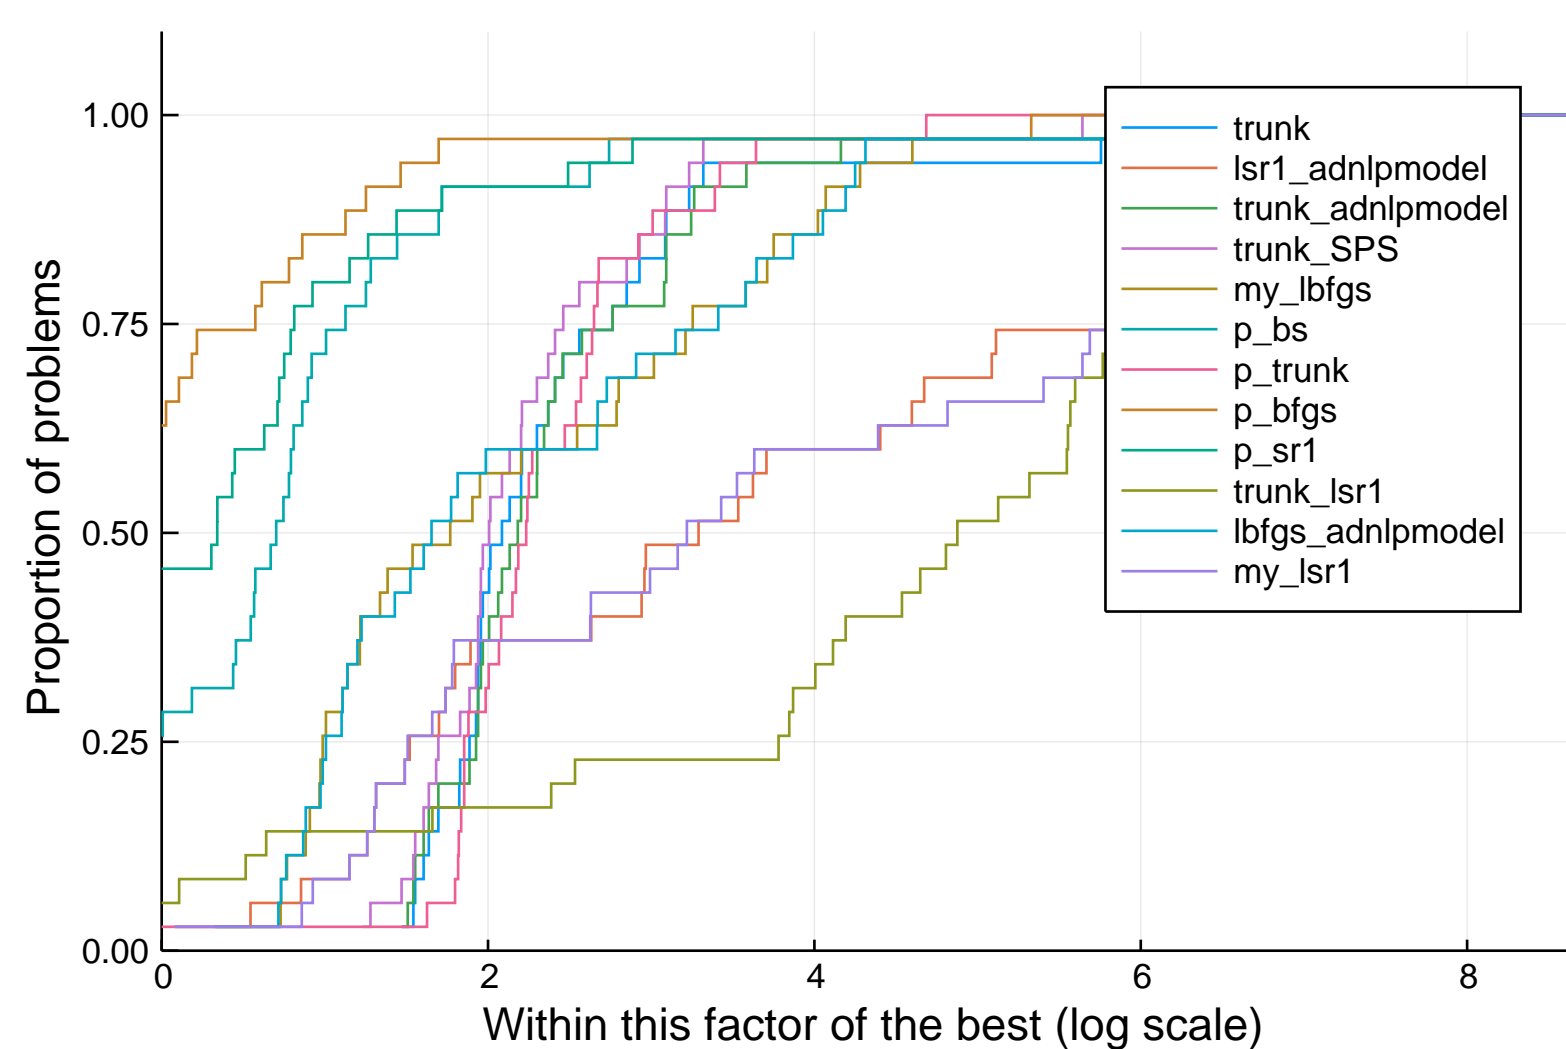 1.00
0.75
0.50
0.25
0.00
0
2
4
6
8
Proportion of problems
Within this factor of the best (log scale)
trunk
lsr1_adnlpmodel
trunk_adnlpmodel
trunk_SPS
my_lbfgs
p_bs
p_trunk
p_bfgs
p_sr1
trunk_lsr1
lbfgs_adnlpmodel
my_lsr1